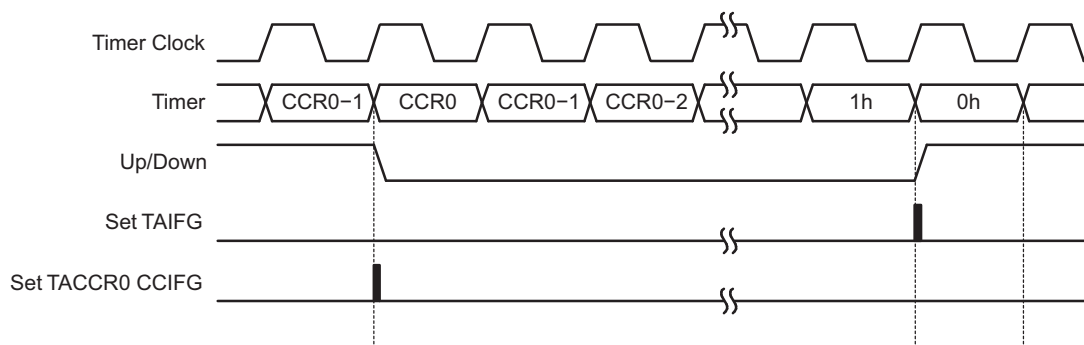 Timer Clock
Timer CCR0−1 CCR0 CCR0−1 CCR0−2 1h 0h
Up/Down
Set TAIFG
Set TACCR0 CCIFG